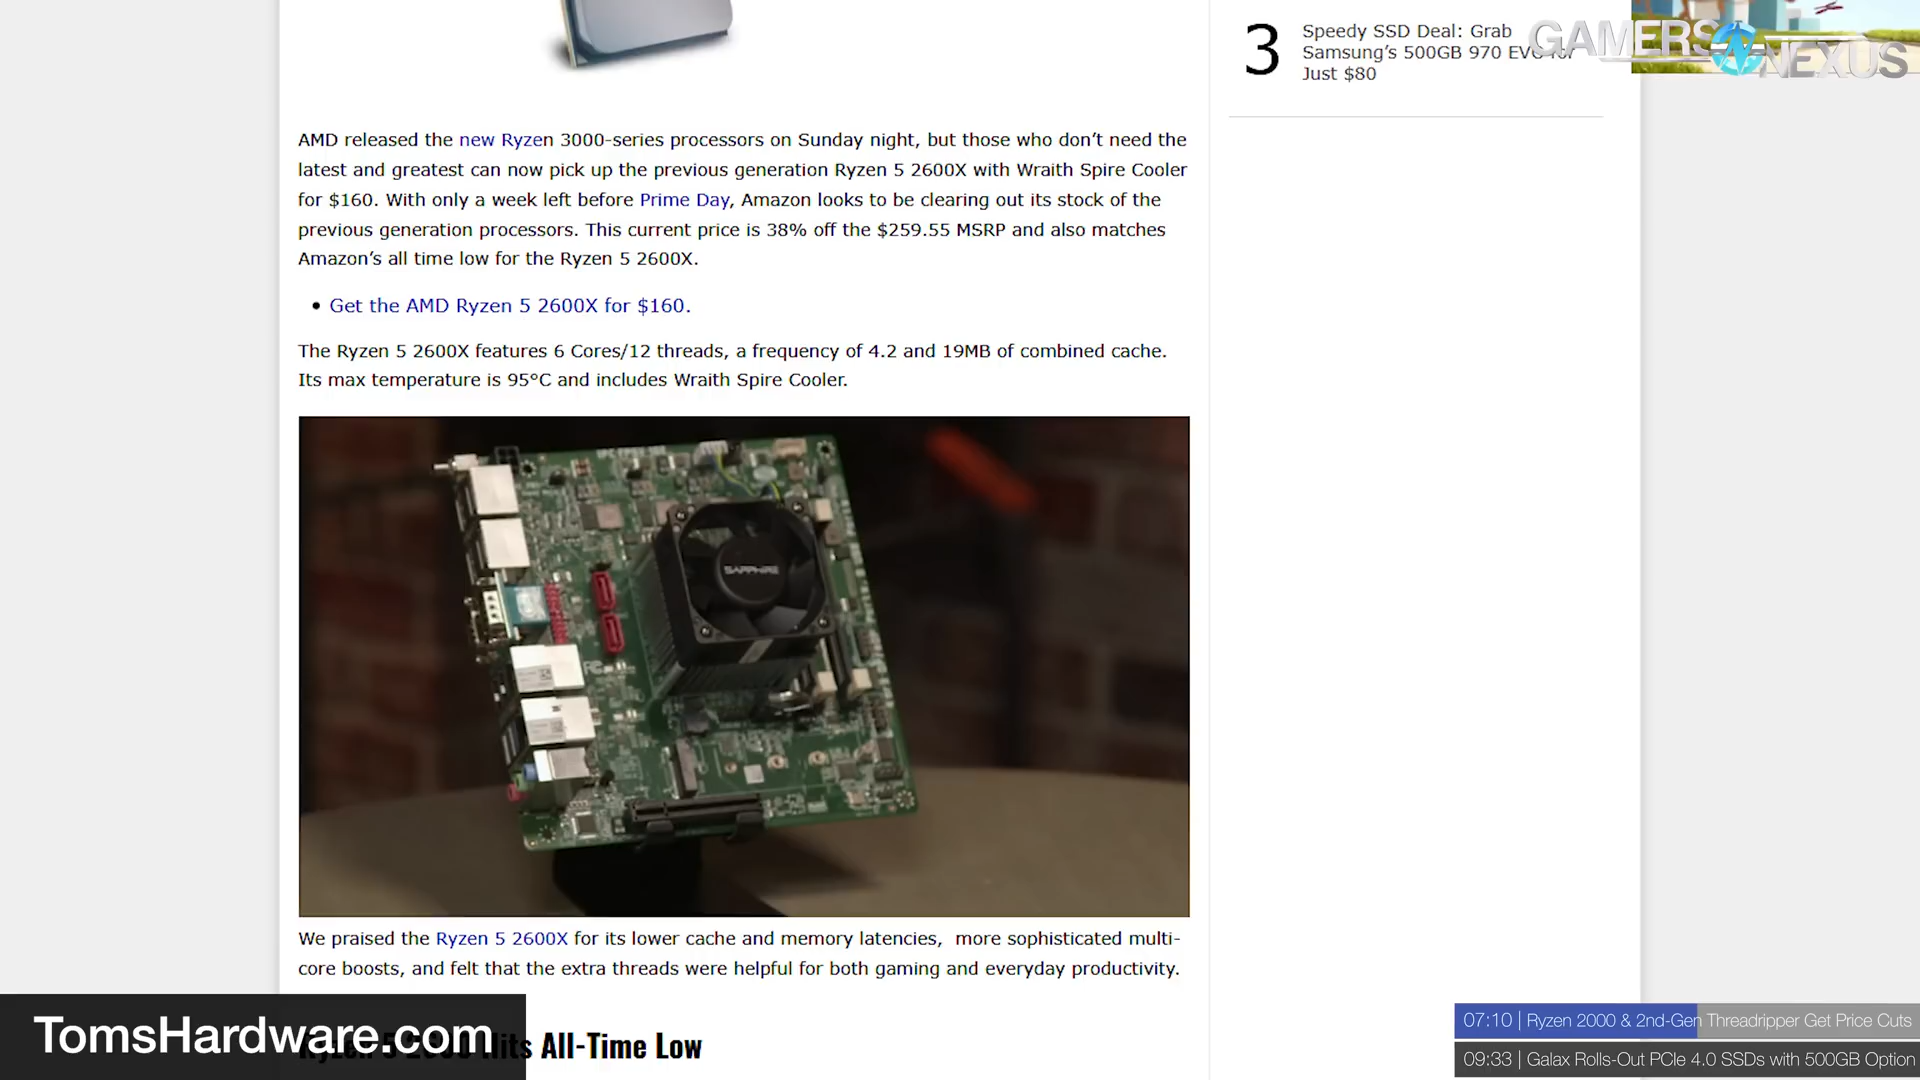 3
Speedy SSD Deal: Grab
Samsung's 500GB 970 EVO for
Just $80
GAMERS NEXUS
AMD released the new Ryzen 3000-series processors on Sunday night, but those who don’t need the
latest and greatest can now pick up the previous generation Ryzen 5 2600X with Wraith Spire Cooler
for $160. With only a week left before Prime Day, Amazon looks to be clearing out its stock of the
previous generation processors. This current price is 38% off the $259.55 MSRP and also matches
Amazon’s all time low for the Ryzen 5 2600X.
• Get the AMD Ryzen 5 2600X for $160.
The Ryzen 5 2600X features 6 Cores/12 threads, a frequency of 4.2 and 19MB of combined cache.
Its max temperature is 95°C and includes Wraith Spire Cooler.
SAPPHIRE
We praised the Ryzen 5 2600X for its lower cache and memory latencies,  more sophisticated multi-
core boosts, and felt that the extra threads were helpful for both gaming and everyday productivity.
Ryzen 5 2600 Hits All-Time Low
TomsHardware.com
07:10 | Ryzen 2000 & 2nd-Gen Threadripper Get Price Cuts
09:33 | Galax Rolls-Out PCIe 4.0 SSDs with 500GB Option